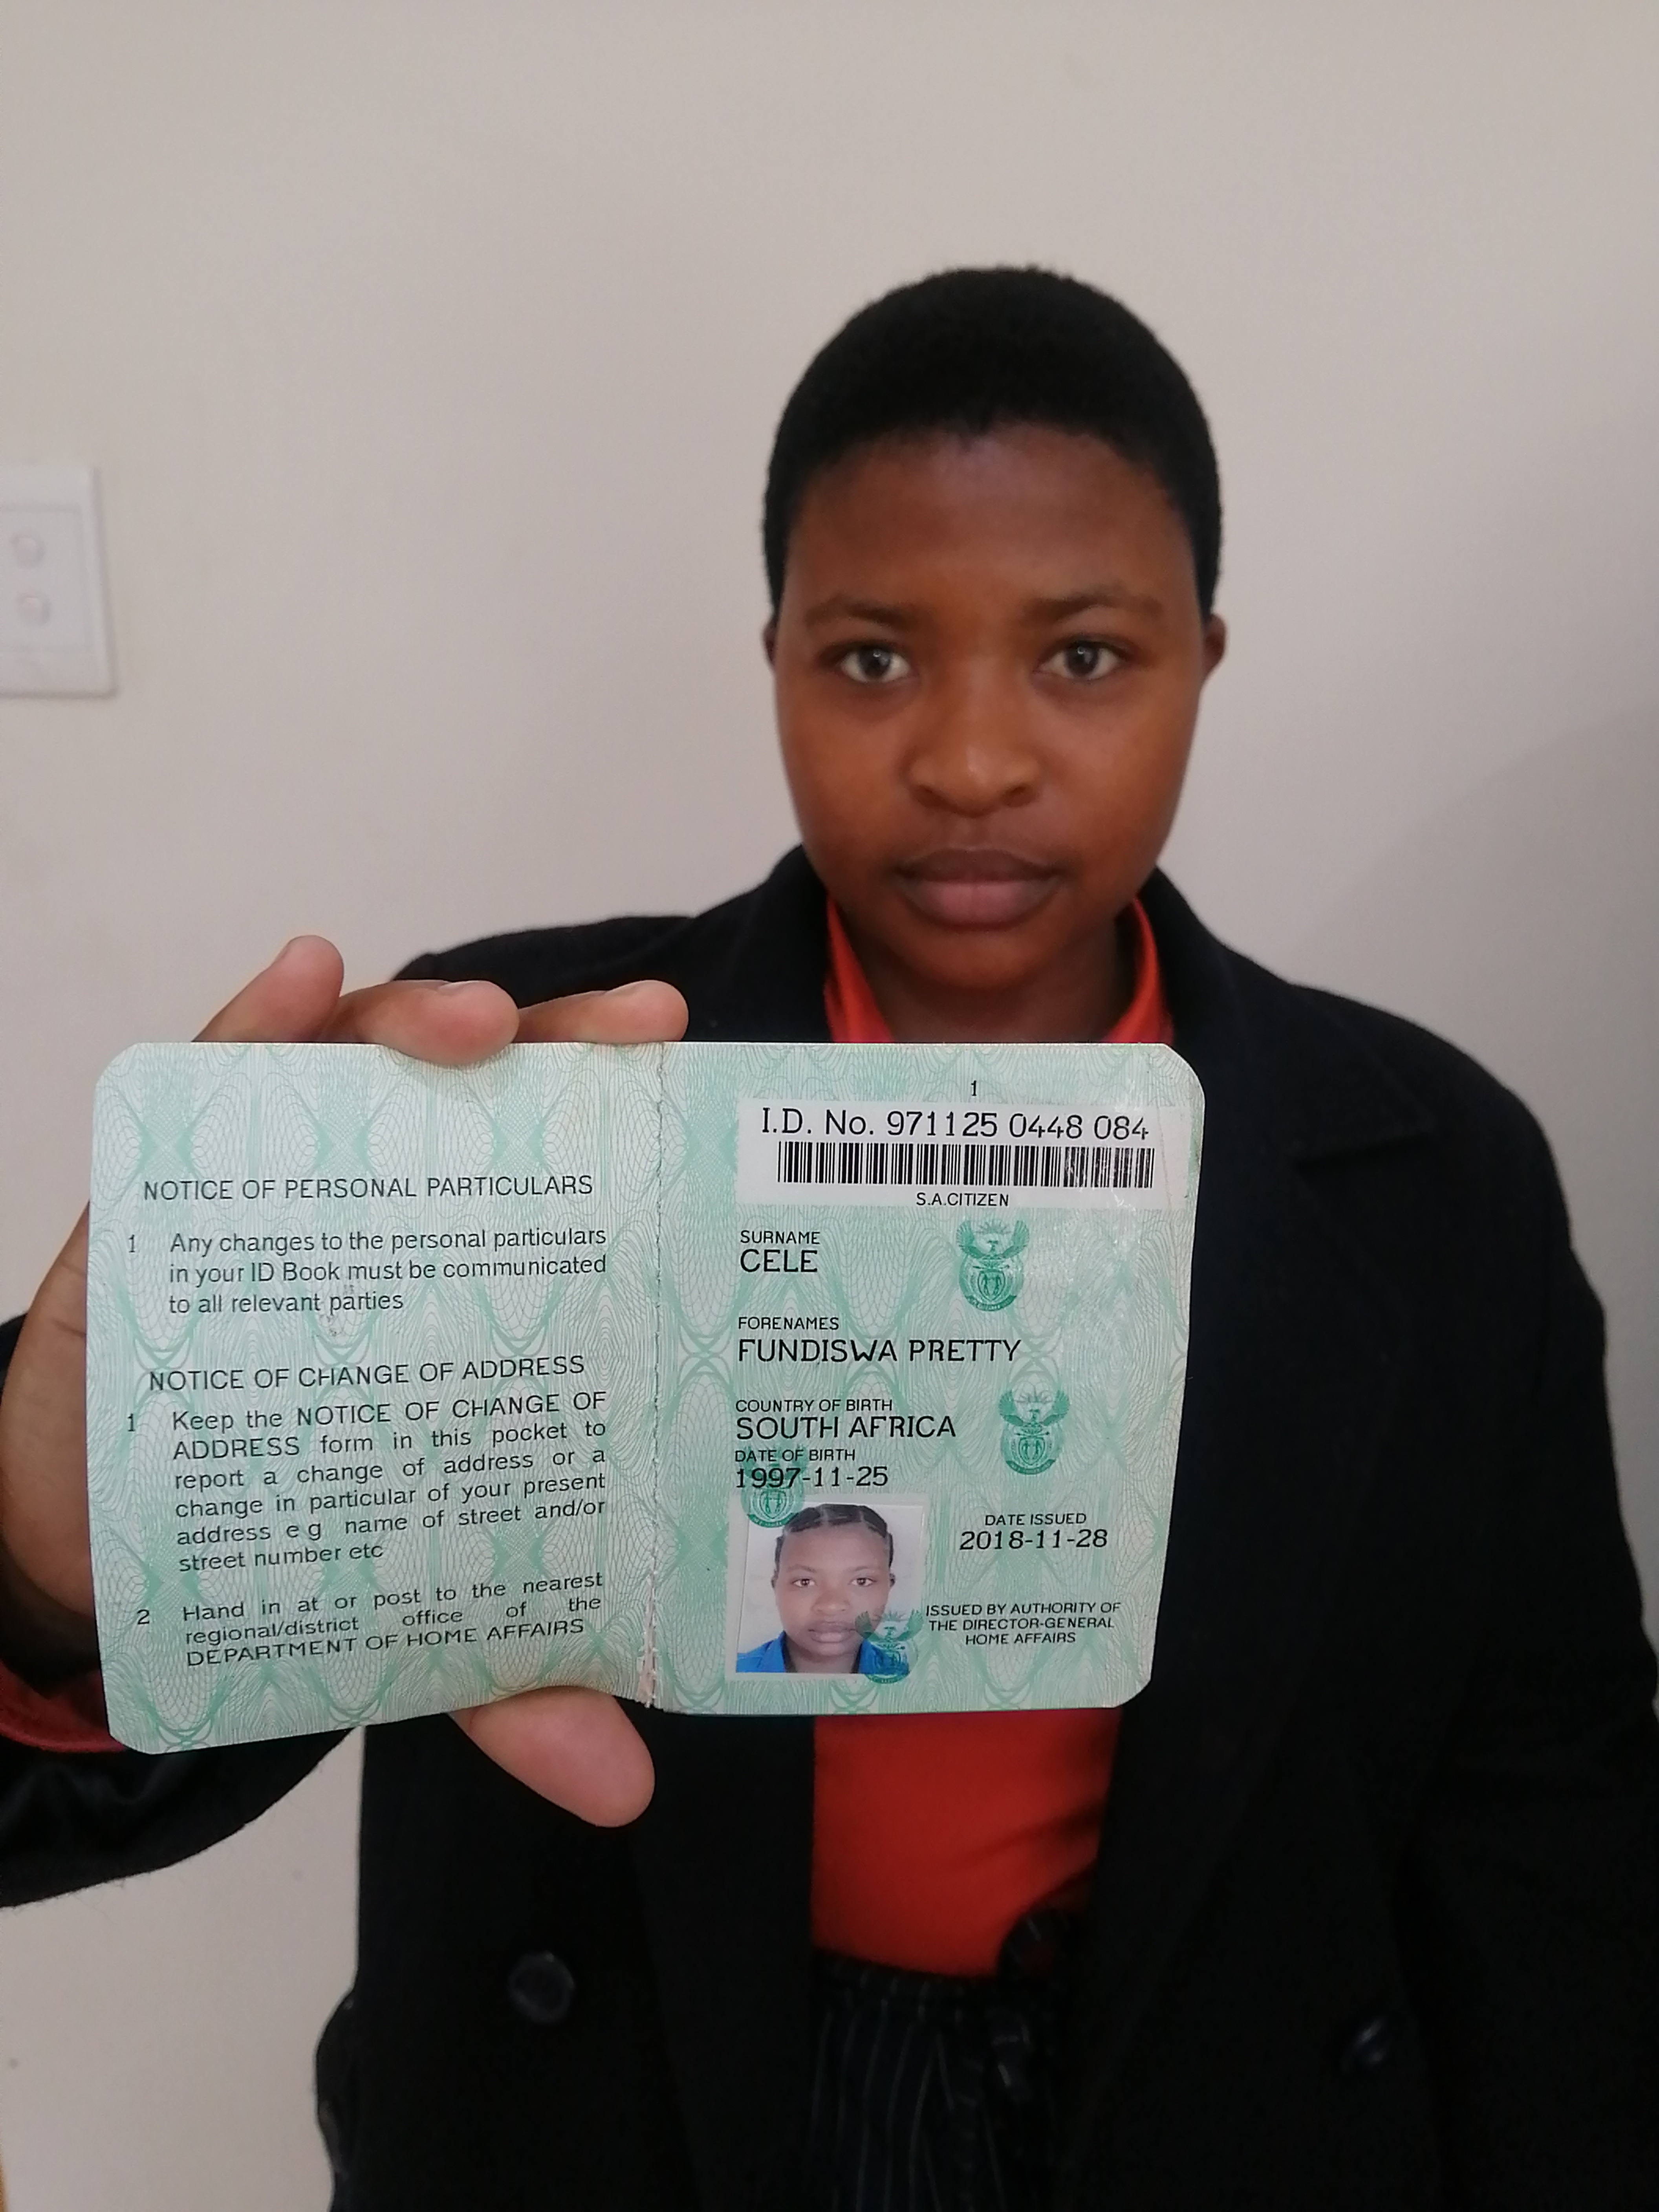 NOTICE OF PERSONAL PARTICULARS
1 Any changes to the personal particulars
in your ID Book must be communicated
to all relevant parties
NOTICE OF CHANGE OF ADDRESS
1 Keep the NOTICE OF CHANGE OF
ADDRESS form in this pocket to
report a change of address or a
change in particular of your present
address e g name of street and/or
street number etc
2 Hand in at or post to the nearest
regional/district office of the
DEPARTMENT OF HOME AFFAIRS
1
I.D. No. 971125 0448 084
S.A.CITIZEN
SURNAME
CELE
FORENAMES
FUNDISWA PRETTY
COUNTRY OF BIRTH
SOUTH AFRICA
DATE OF BIRTH
1997-11-25
DATE ISSUED
2018-11-28
ISSUED BY AUTHORITY OF
THE DIRECTOR-GENERAL
HOME AFFAIRS